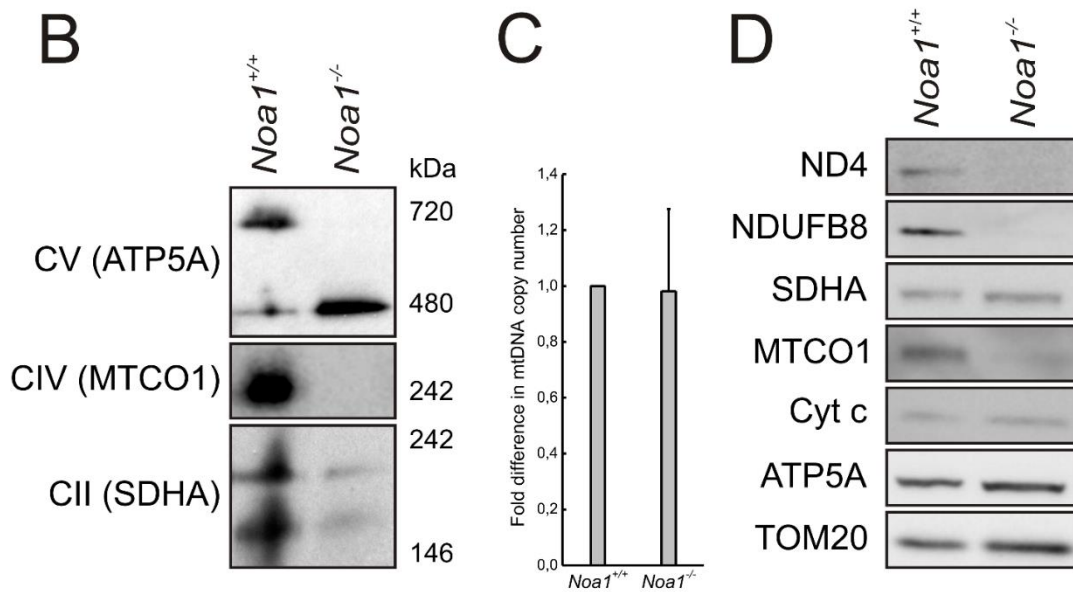 B
Noa1+/+
Noa1-/-
kDa
CV (ATP5A)
720
480
CIV (MTCO1)
242
CII (SDHA)
242
146
C
Fold difference in mtDNA copy number
1,4
1,2
1,0
0,8
0,6
0,4
0,2
0,0
Noa1+/+
Noa1-/-
D
Noa1+/+
Noa1-/-
ND4
NDUFB8
SDHA
MTCO1
Cyt c
ATP5A
TOM20